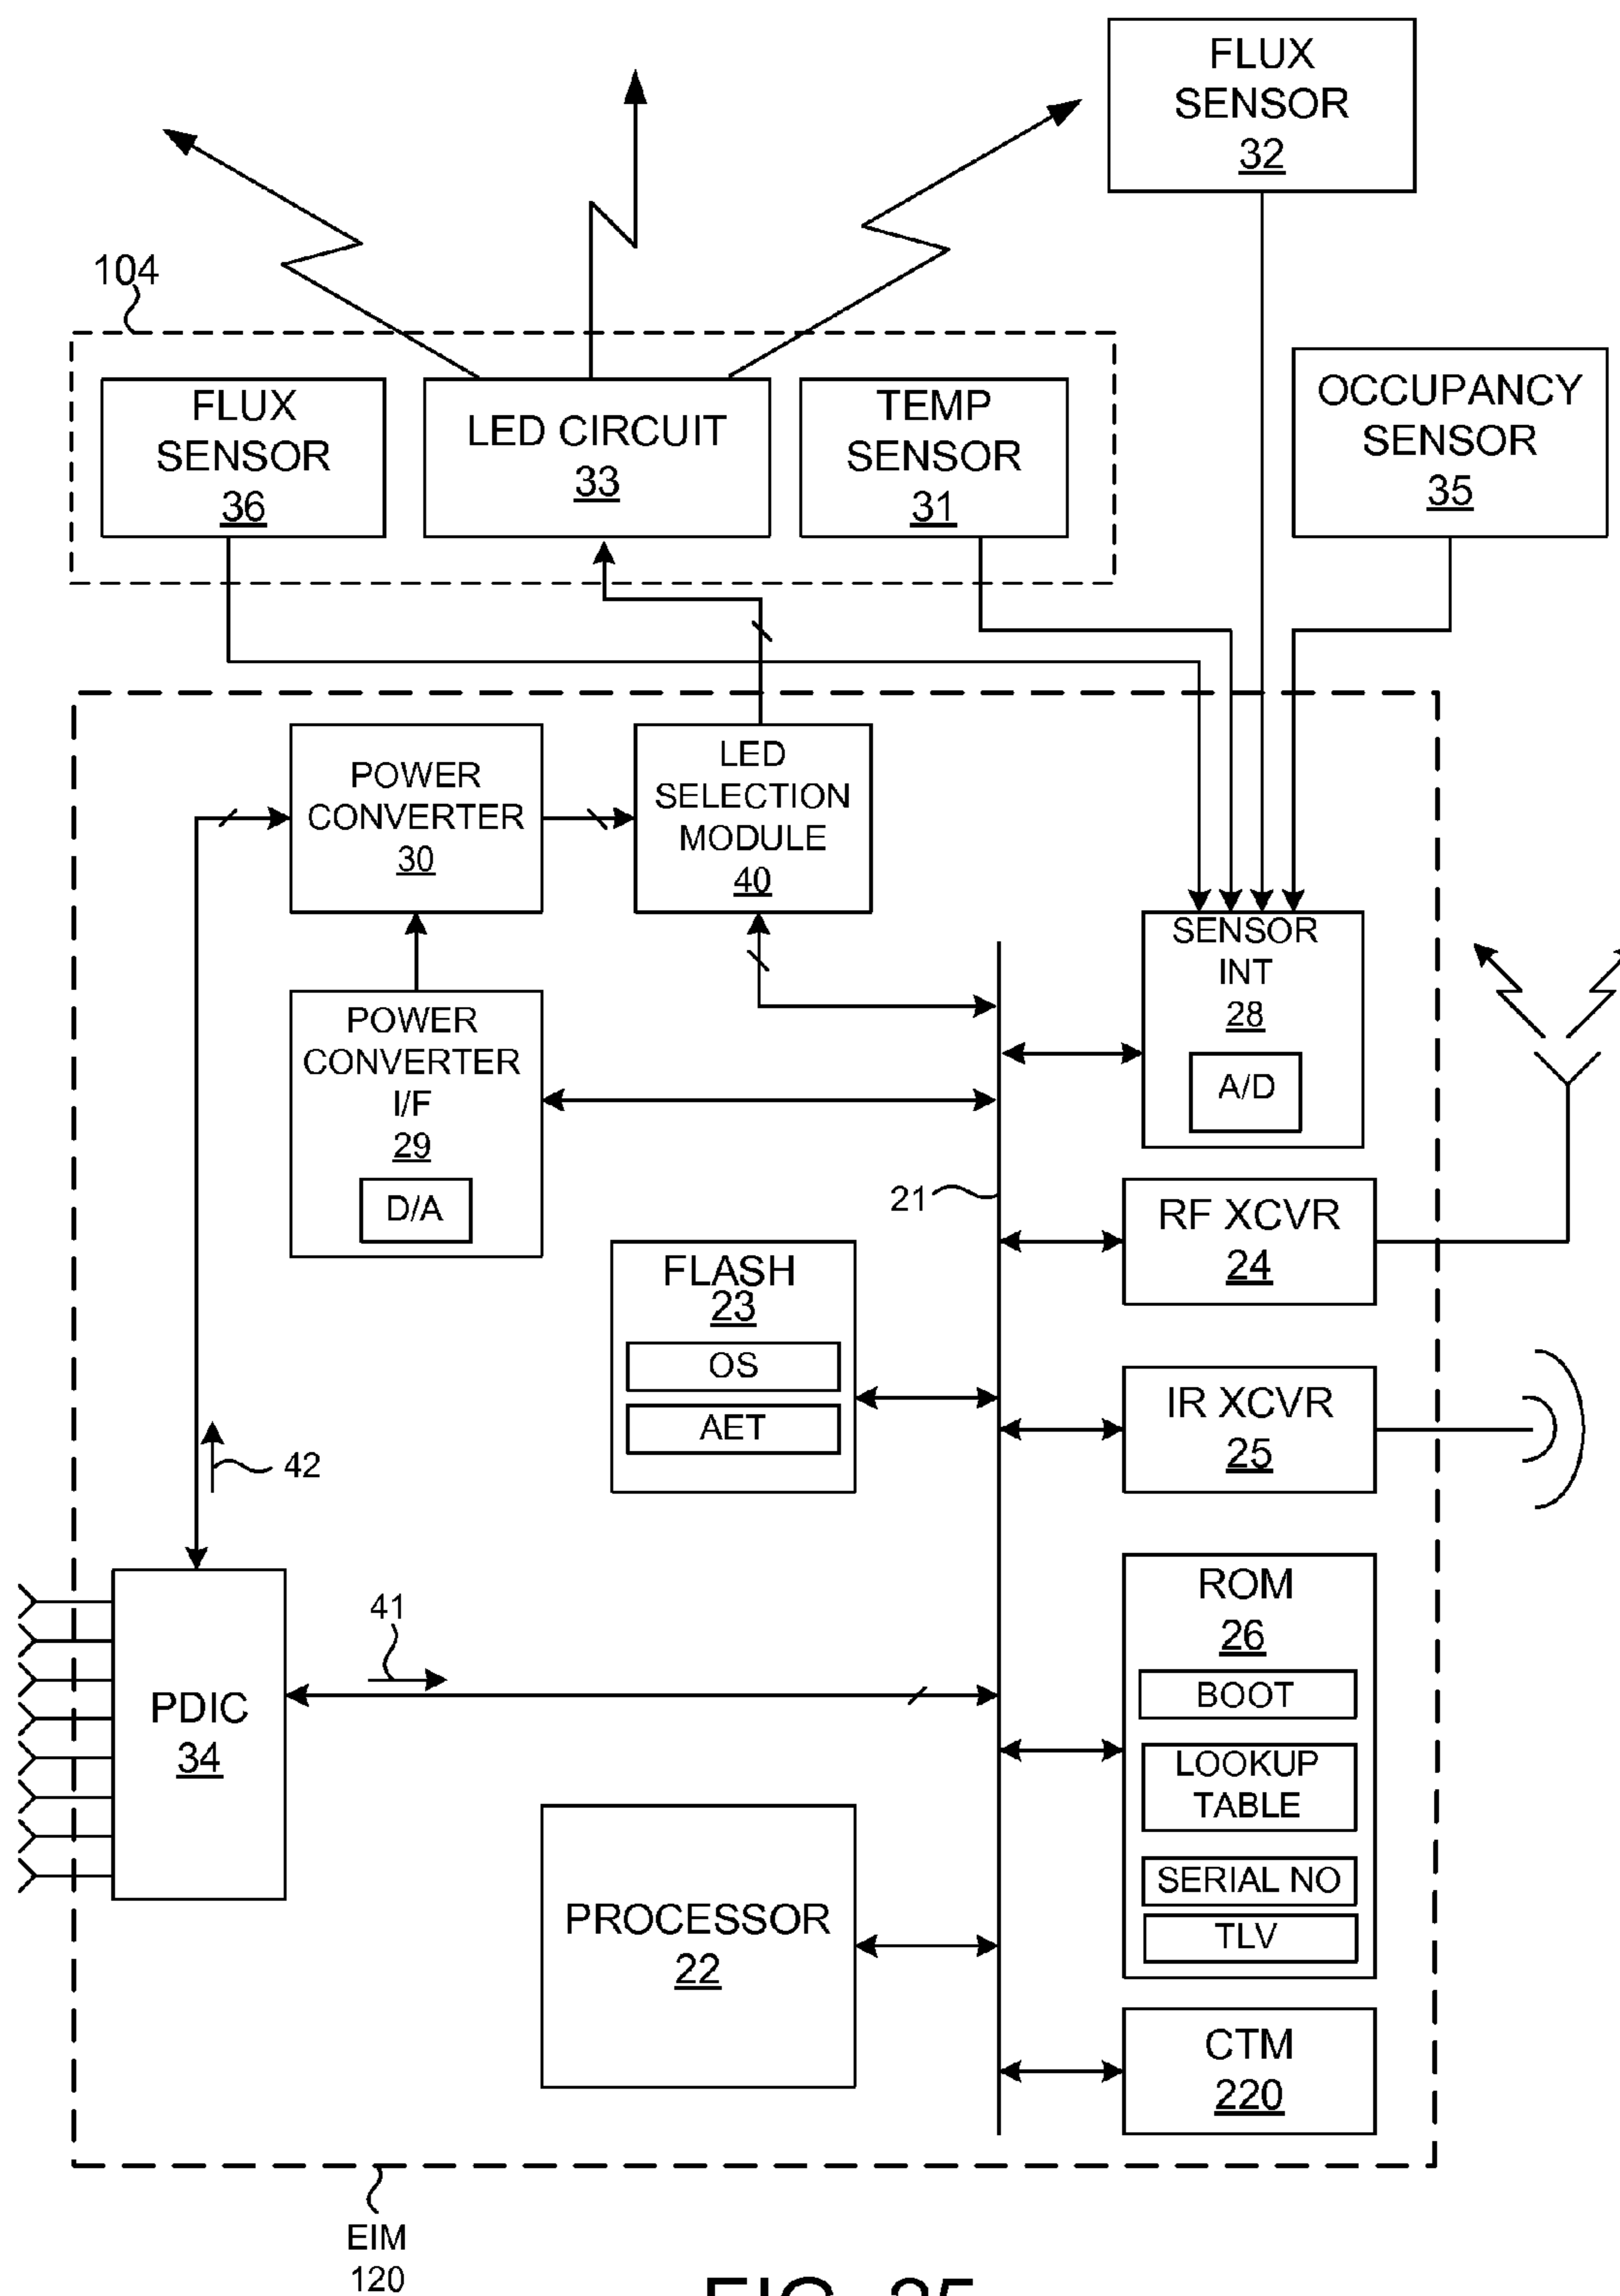 FLUX
SENSOR
32
104
FLUX
SENSOR
36
LED CIRCUIT
33
TEMP
SENSOR
31
OCCUPANCY
SENSOR
35
POWER
CONVERTER
30
LED
SELECTION
MODULE
40
SENSOR
INT
28
A/D
POWER
CONVERTER
I/F
29
D/A
21
RF XCVR
24
FLASH
23
OS
AET
IR XCVR
25
42
41
PDIC
34
ROM
26
BOOT
LOOKUP
TABLE
SERIAL NO
TLV
PROCESSOR
22
CTM
220
EIM
120